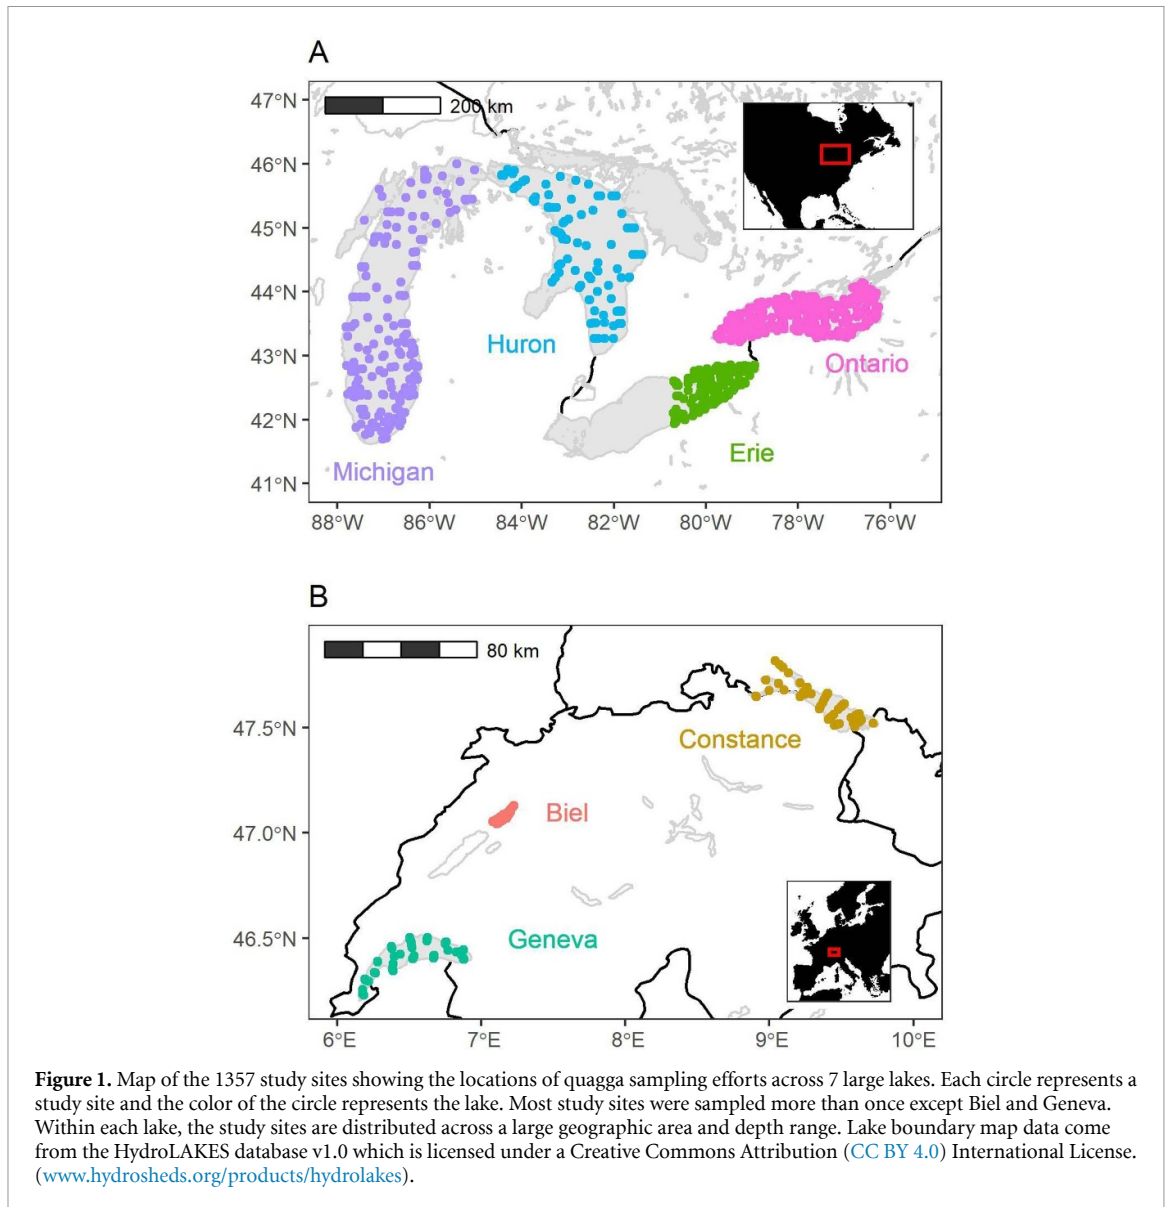 A
47°N
200 km
46°N
45°N
44°N
43°N
42°N
41°N
Huron
Ontario
Erie
Michigan
88°W 86°W 84°W 82°W 80°W 78°W 76°W
B
80 km
47.5°N
Constance
Biel
47.0°N
46.5°N
Geneva
6°E 7°E 8°E 9°E 10°E
Figure 1. Map of the 1357 study sites showing the locations of quagga sampling efforts across 7 large lakes. Each circle represents a
study site and the color of the circle represents the lake. Most study sites were sampled more than once except Biel and Geneva.
Within each lake, the study sites are distributed across a large geographic area and depth range. Lake boundary map data come
from the HydroLAKES database v1.0 which is licensed under a Creative Commons Attribution (CC BY 4.0) International License.
(www.hydrosheds.org/products/hydrolakes).